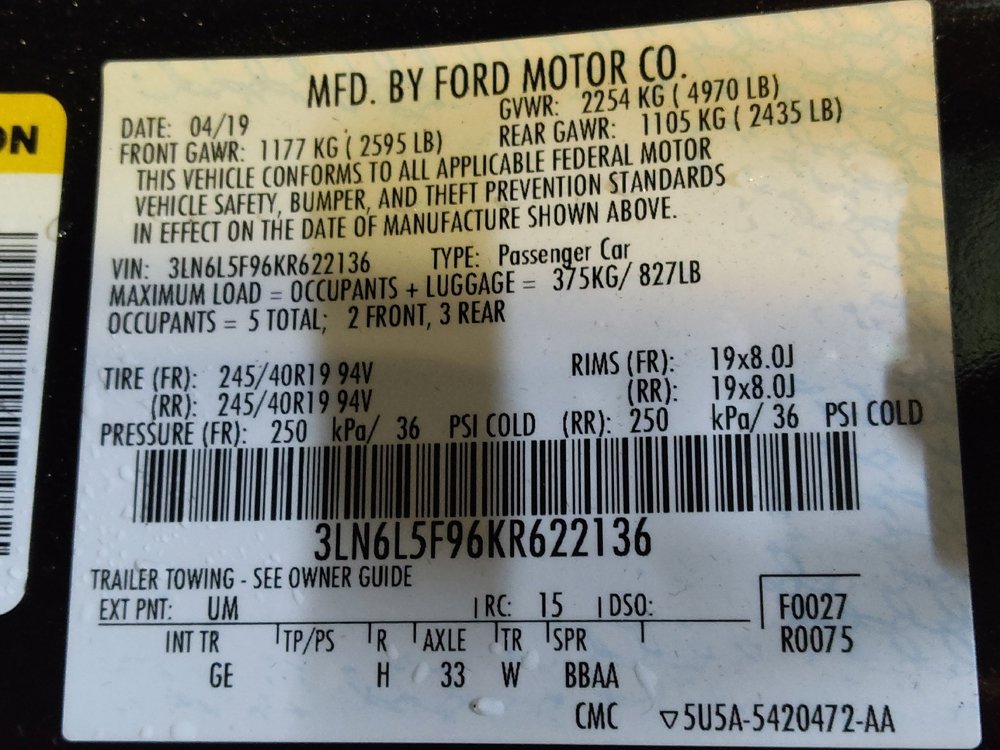 ON
MFD. BY FORD MOTOR CO.
DATE: 04/19 GVWR: 2254 KG ( 4970 LB)
FRONT GAWR: 1177 KG ( 2595 LB) REAR GAWR: 1105 KG ( 2435 LB)
THIS VEHICLE CONFORMS TO ALL APPLICABLE FEDERAL MOTOR
VEHICLE SAFETY, BUMPER, AND THEFT PREVENTION STANDARDS
IN EFFECT ON THE DATE OF MANUFACTURE SHOWN ABOVE.
VIN: 3LN6L5F96KR622136 TYPE: Passenger Car
MAXIMUM LOAD = OCCUPANTS + LUGGAGE = 375KG/ 827LB
OCCUPANTS = 5 TOTAL; 2 FRONT, 3 REAR
TIRE (FR): 245/40R19 94V RIMS (FR): 19x8.0J
(RR): 245/40R19 94V (RR): 19x8.0J
PRESSURE (FR): 250 kPa/ 36 PSI COLD (RR): 250 kPa/ 36 PSI COLD
3LN6L5F96KR622136
TRAILER TOWING - SEE OWNER GUIDE
EXT PNT: UM RC: 15 DSO: F0027
INT TR TP/PS R AXLE TR SPR R0075
GE H 33 W BBAA
CMC ▽5U5A-5420472-AA